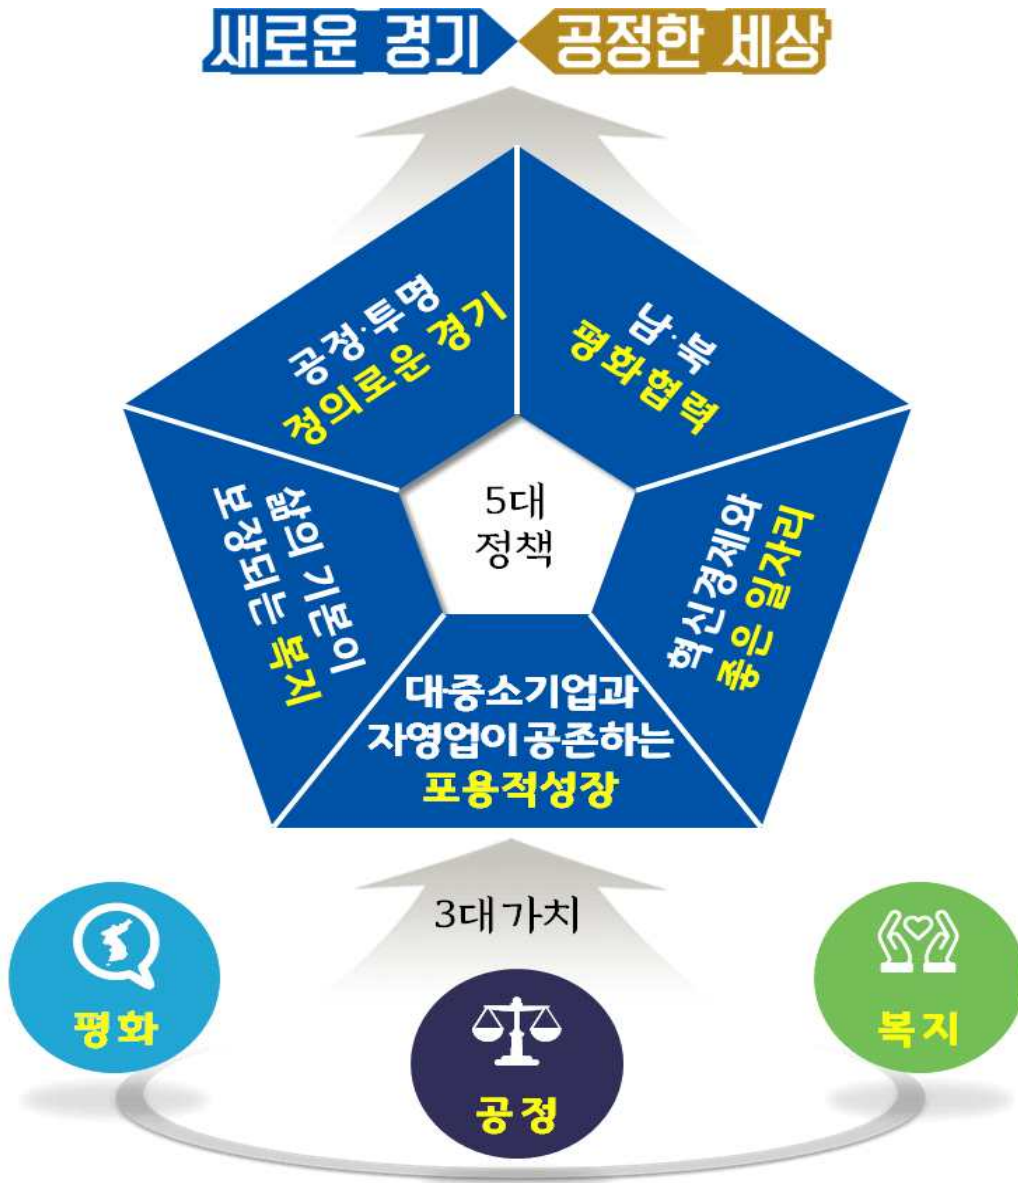 새로운 경기 공정한 세상
공정·투명
정의로운 경기
남·북
평화협력
삶의 기본이
보장되는 복지
5대
정책
혁신경제와
좋은 일자리
대중소기업과
자영업이 공존하는
포용적성장
3대 가치
평화
공정
복지